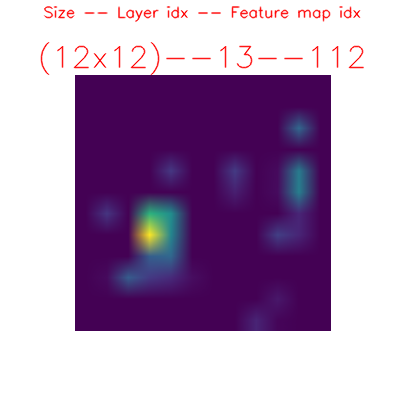 Size -- Layer idx -- Feature map idx
(12x12)--13--112